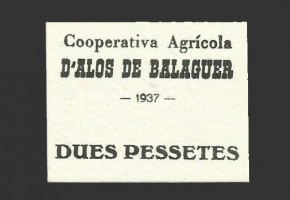 Cooperativa Agrícola
D'ALOS DE BALAGUER
— 1937 —
DUES PESSETES